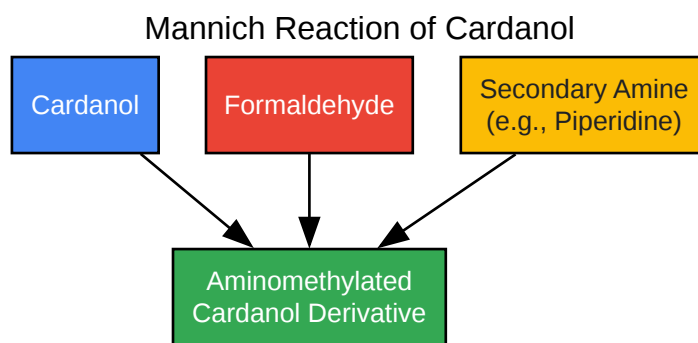 Mannich Reaction of Cardanol
Cardanol
Formaldehyde
Secondary Amine
(e.g., Piperidine)
Aminomethylated
Cardanol Derivative